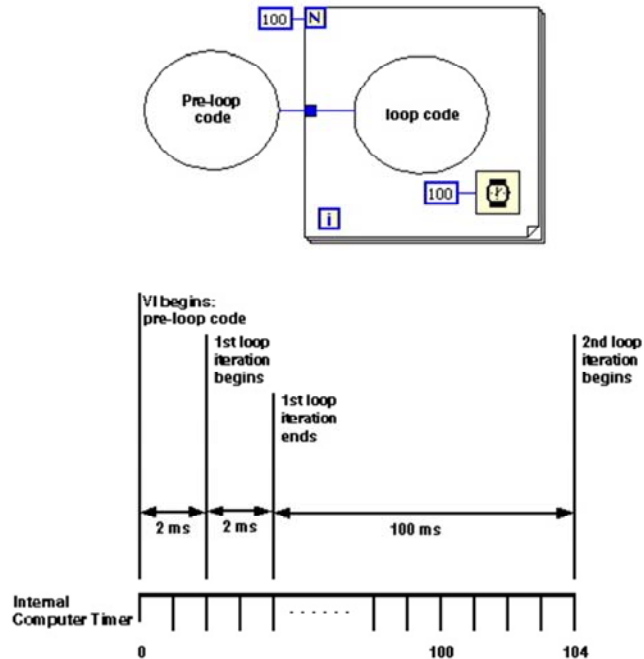 100 N
Pre-loop
code
loop code
100
i
VI begins:
pre-loop code
1st loop
iteration
begins
2nd loop
iteration
begins
1st loop
iteration
ends
2 ms
2 ms
100 ms
Internal
Computer Timer
0
100
104